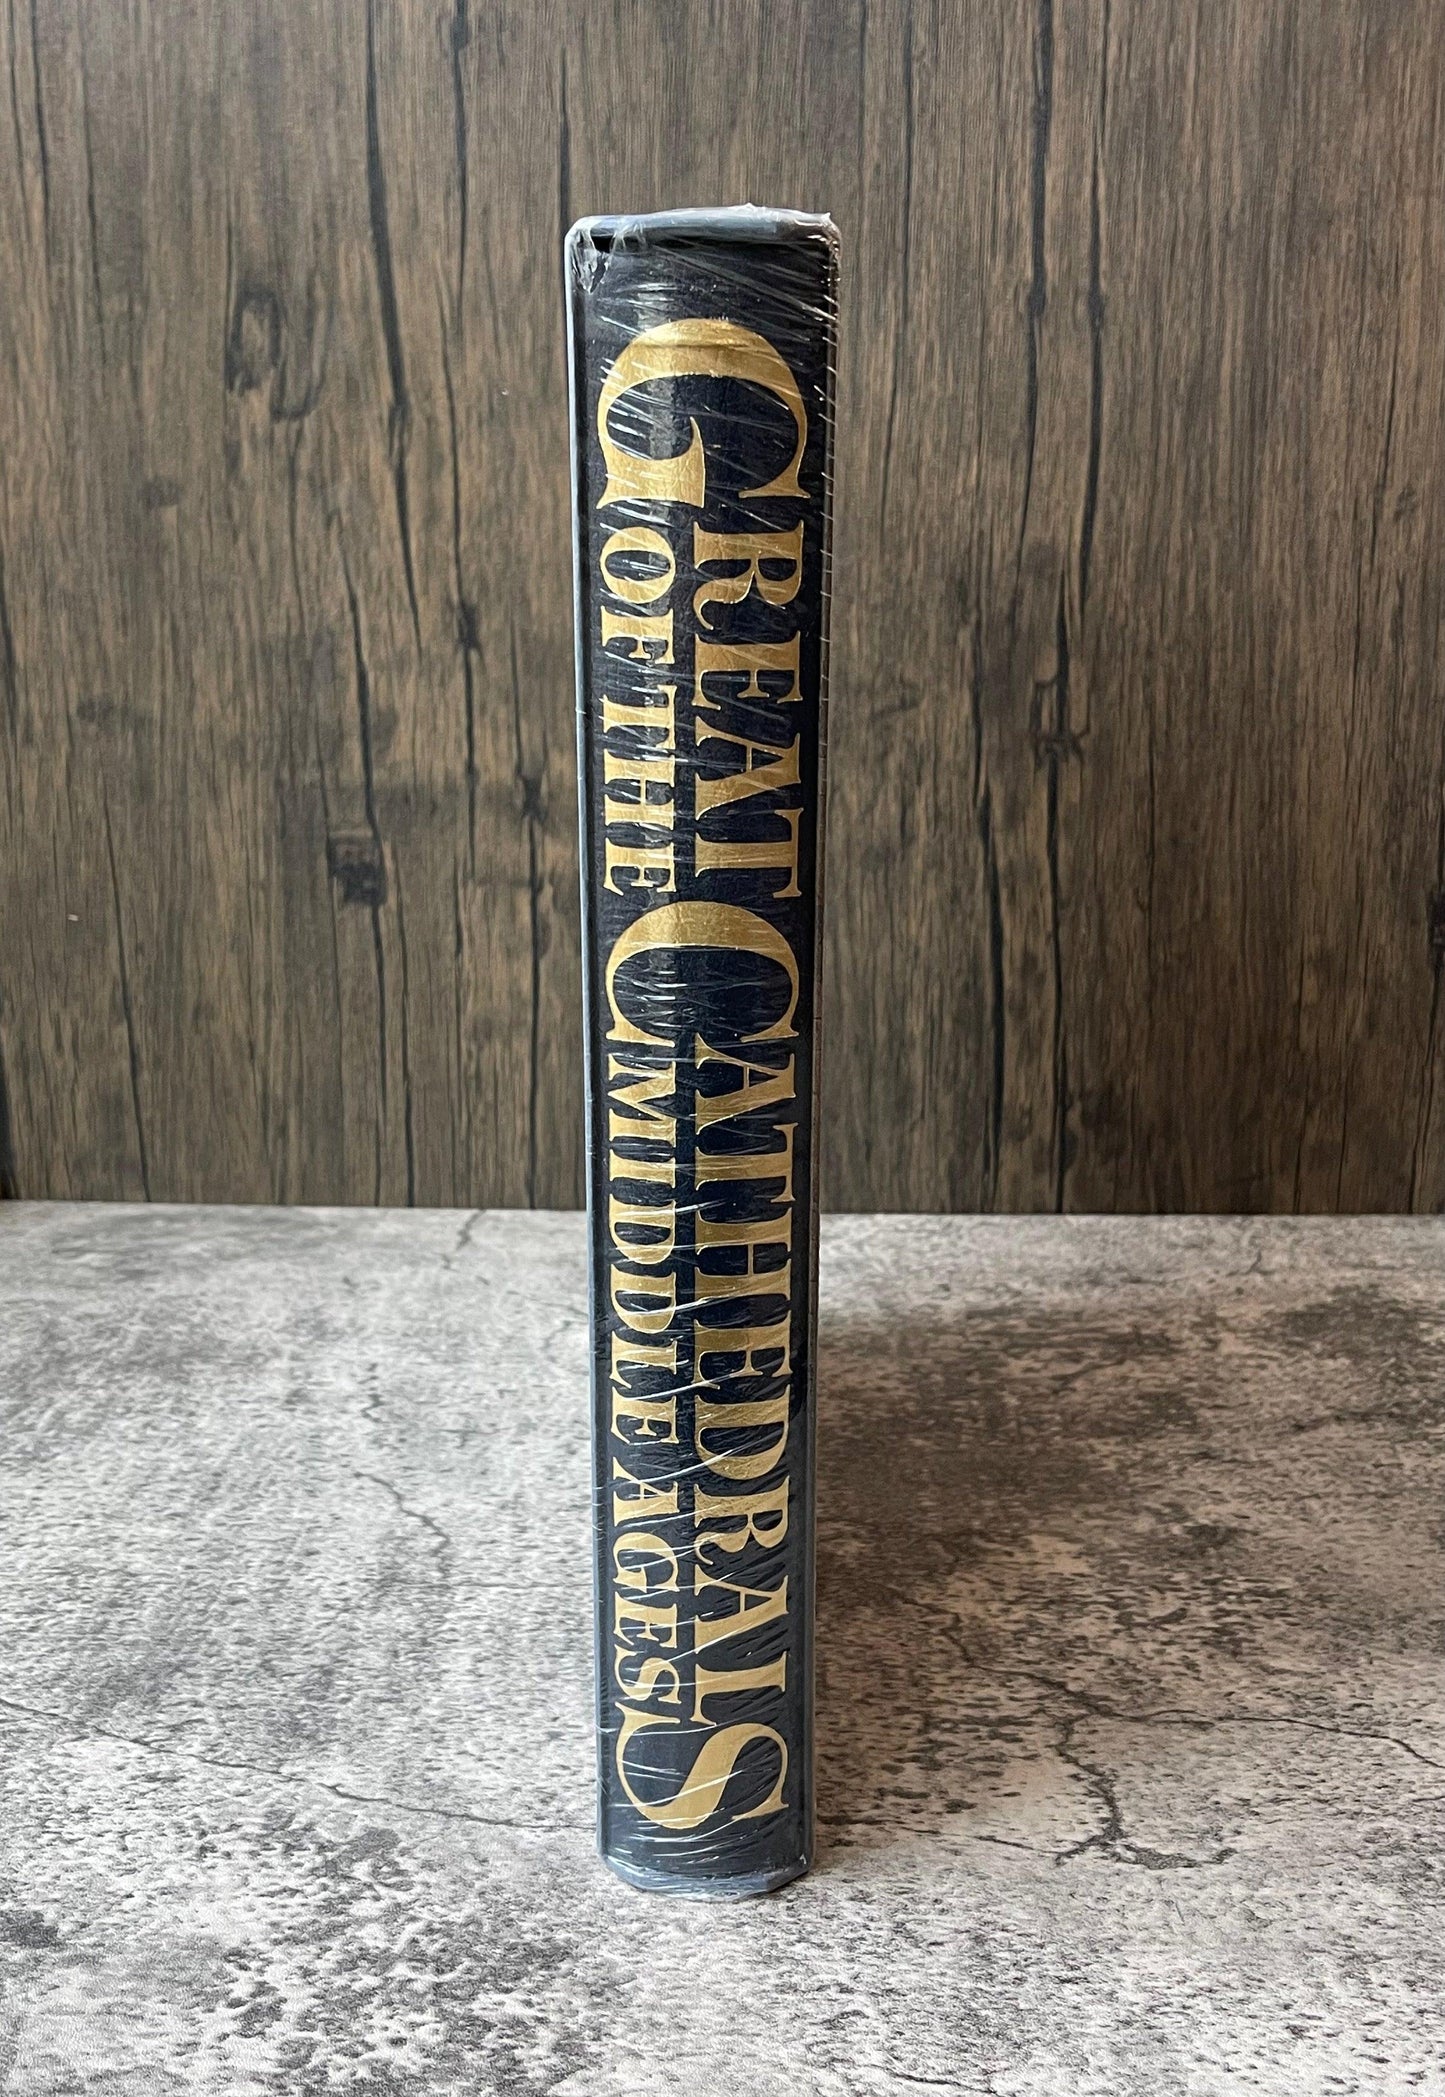 GREAT CATHEDRALS
OF THE MIDDLE AGES